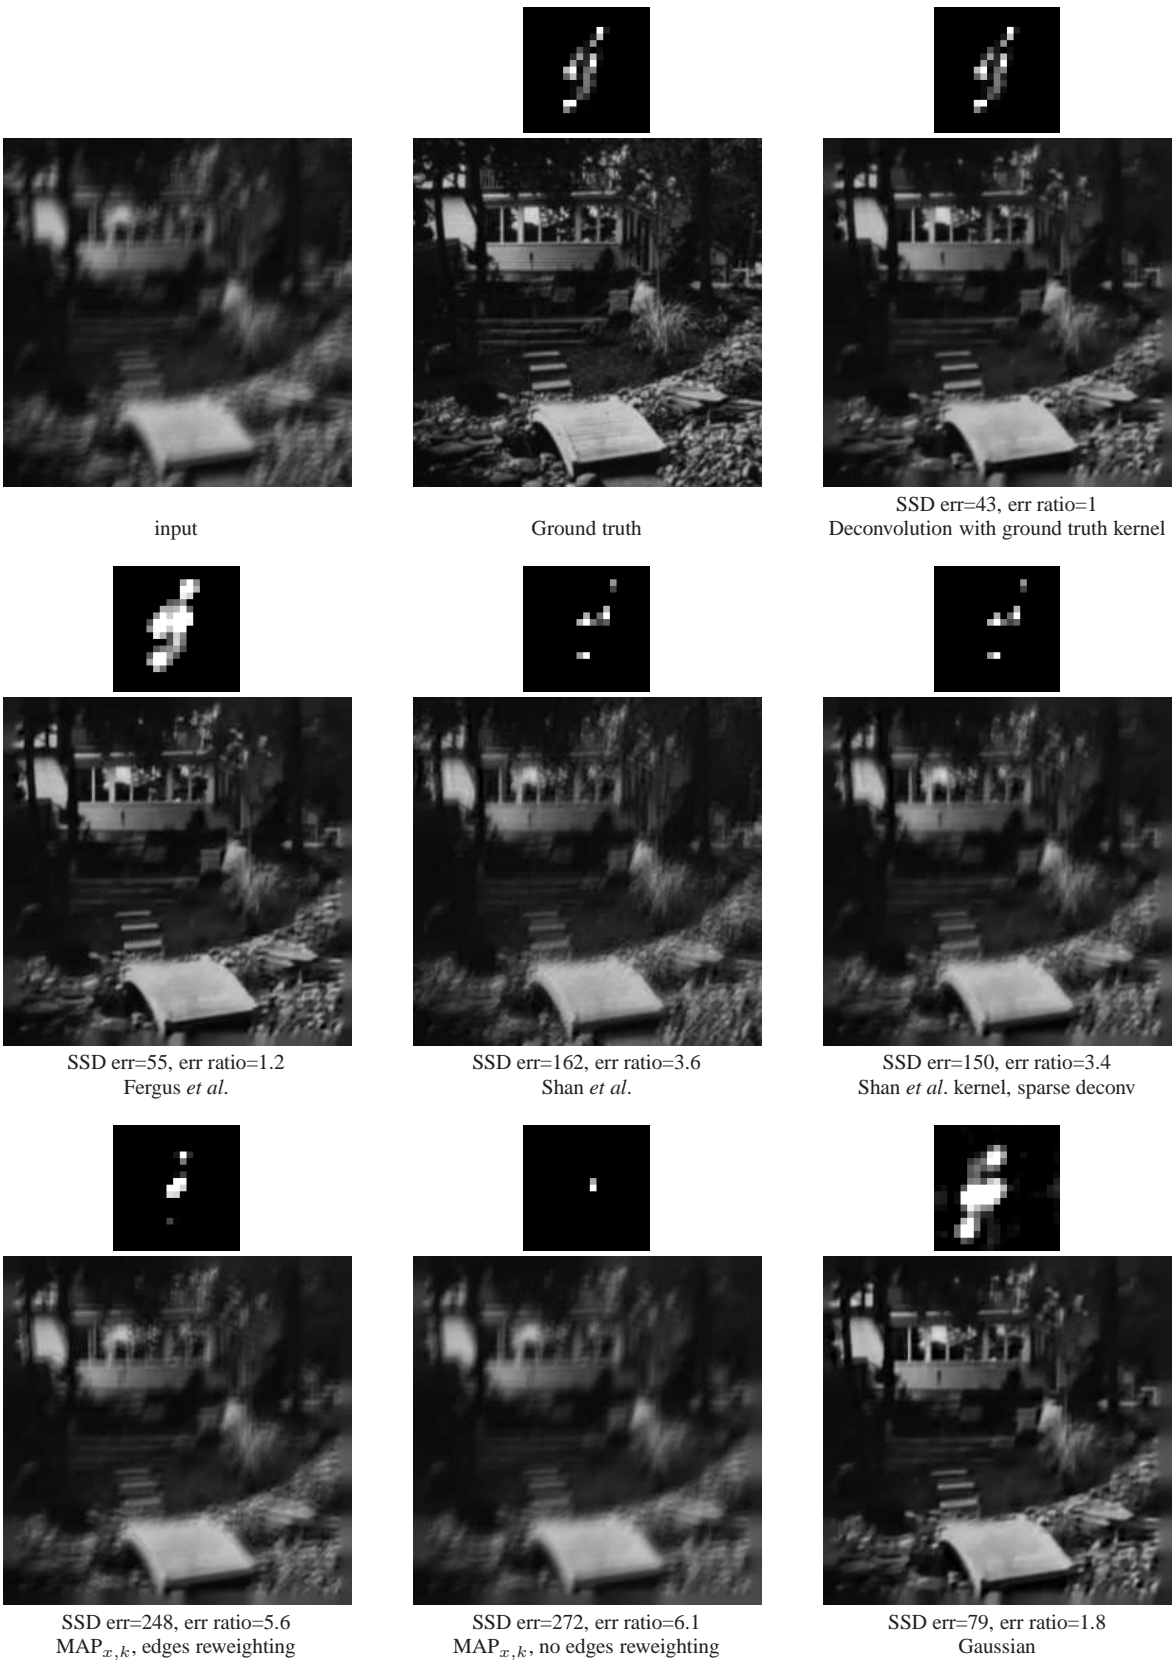 input
Ground truth
SSD err=43, err ratio=1
Deconvolution with ground truth kernel
SSD err=55, err ratio=1.2
Fergus et al.
SSD err=162, err ratio=3.6
Shan et al.
SSD err=150, err ratio=3.4
Shan et al. kernel, sparse deconv
SSD err=248, err ratio=5.6
MAPx,k, edges reweighting
SSD err=272, err ratio=6.1
MAPx,k, no edges reweighting
SSD err=79, err ratio=1.8
Gaussian